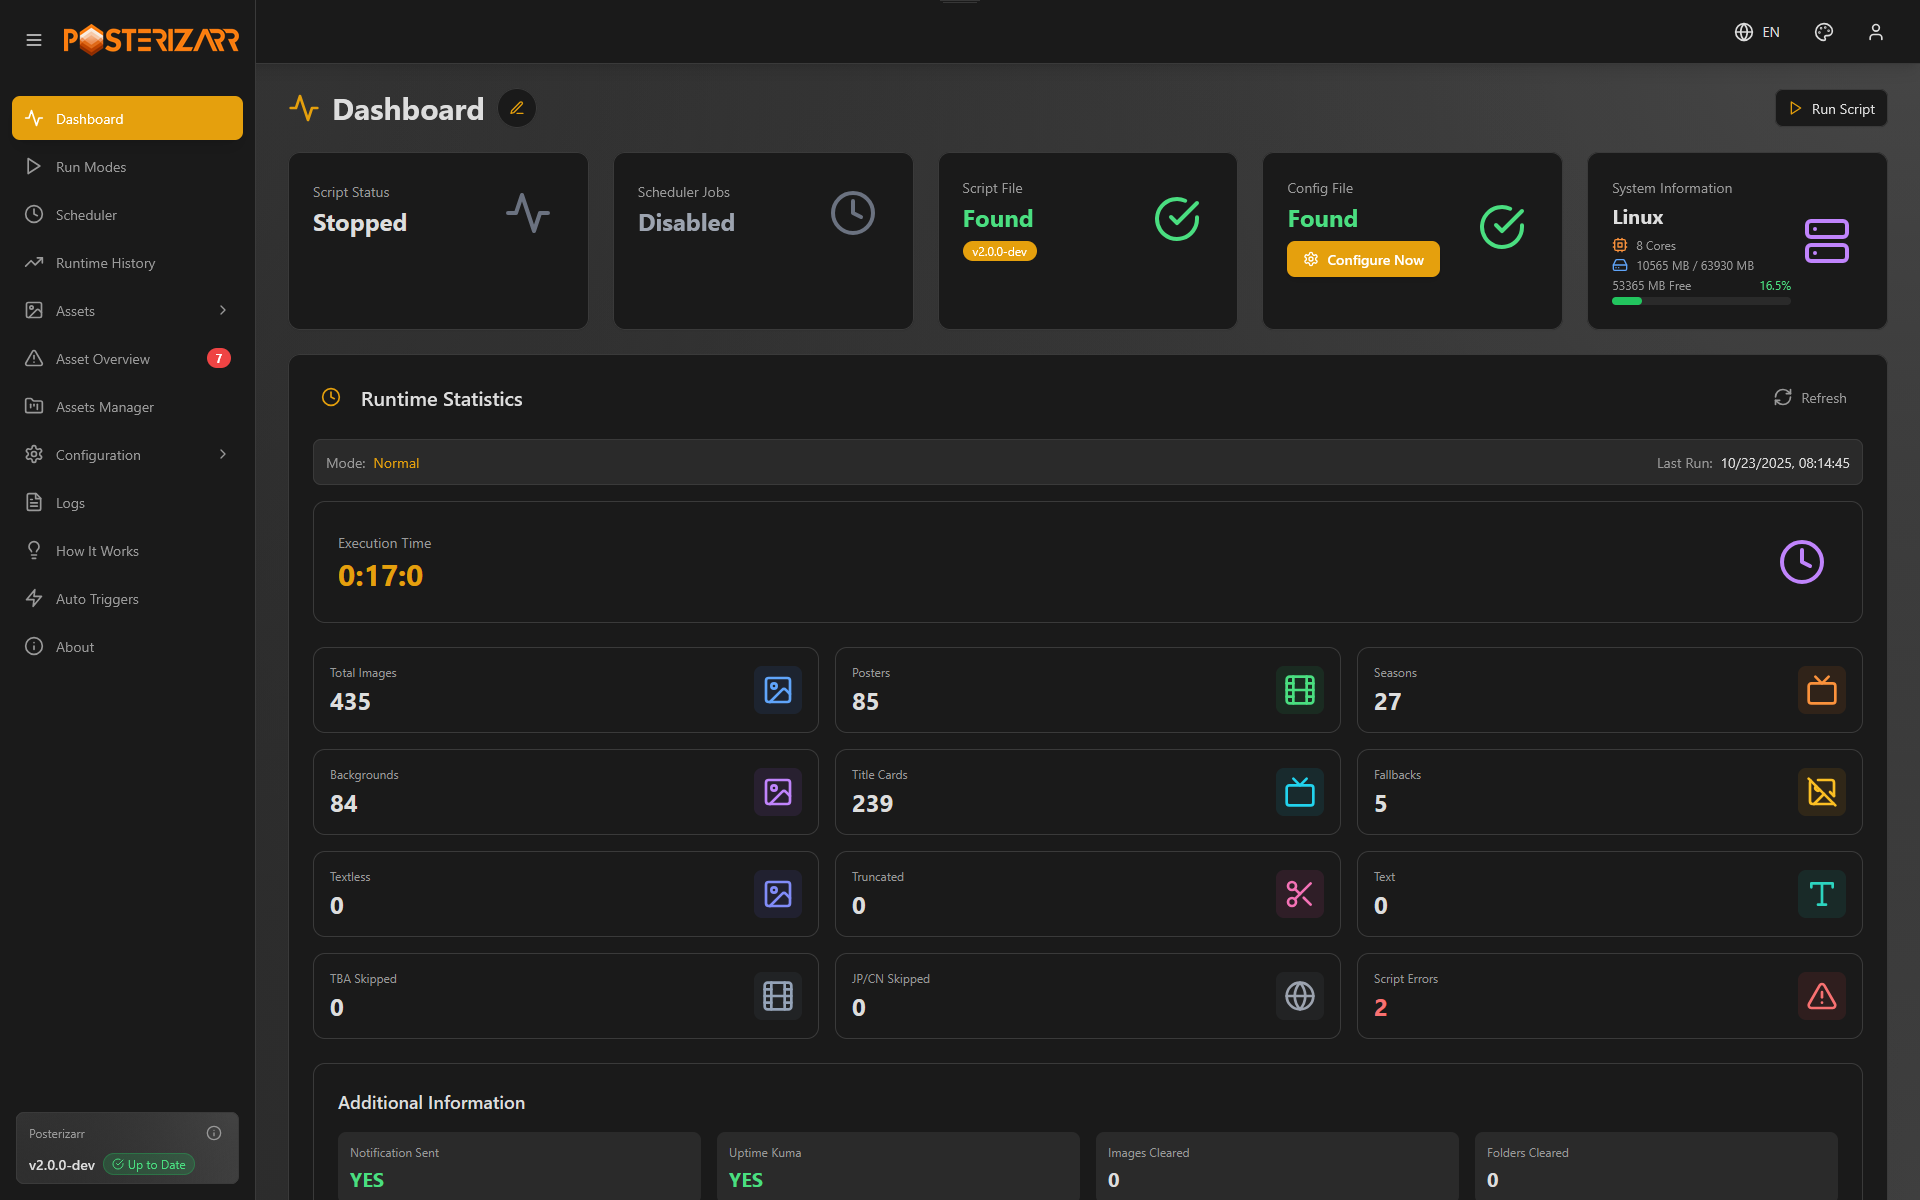 POSTERIZARR
EN
Dashboard
Run Modes
Scheduler
Runtime History
Assets
Asset Overview 7
Assets Manager
Configuration
Logs
How It Works
Auto Triggers
About
Posterizarr
v2.0.0-dev Up to Date
Dashboard
Run Script
Script Status
Stopped
Scheduler Jobs
Disabled
Script File
Found
v2.0.0-dev
Config File
Found
Configure Now
System Information
Linux
8 Cores
10565 MB / 63930 MB
53365 MB Free 16.5%
Runtime Statistics
Refresh
Mode: Normal
Last Run: 10/23/2025, 08:14:45
Execution Time
0:17:0
Total Images
435
Posters
85
Seasons
27
Backgrounds
84
Title Cards
239
Fallbacks
5
Textless
0
Truncated
0
Text
0
TBA Skipped
0
JP/CN Skipped
0
Script Errors
2
Additional Information
Notification Sent
YES
Uptime Kuma
YES
Images Cleared
0
Folders Cleared
0